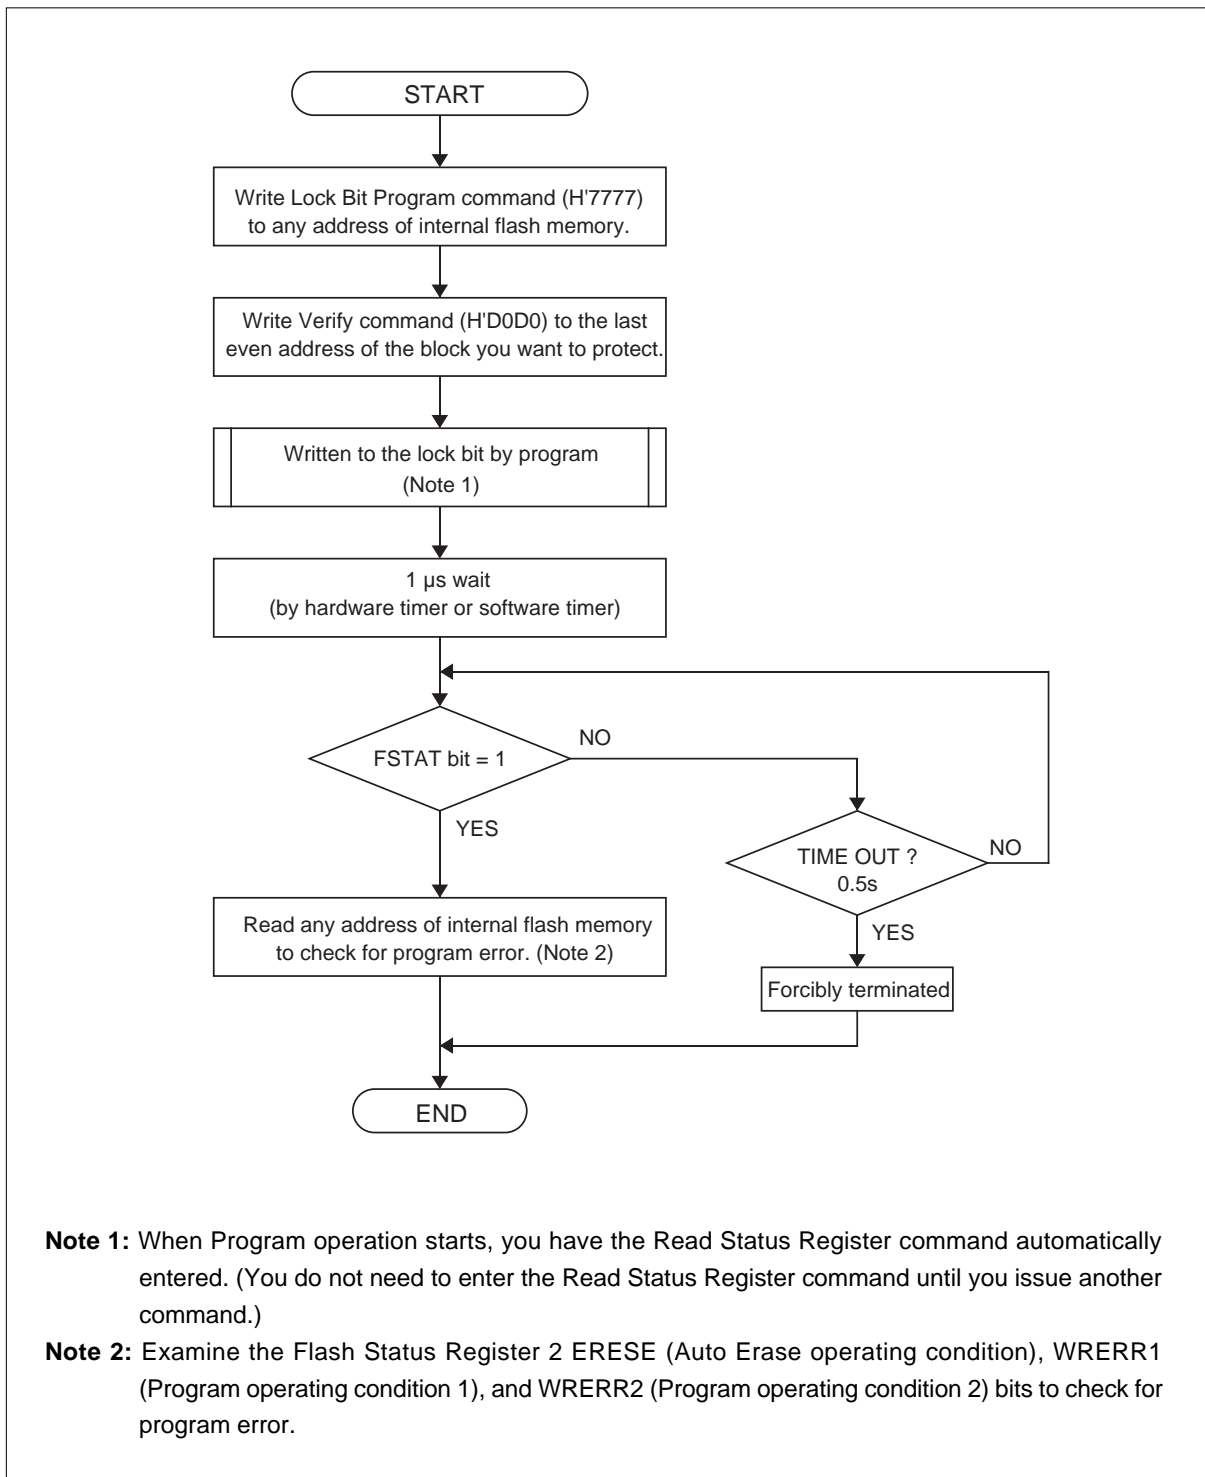 START
Write Lock Bit Program command (H'7777)
to any address of internal flash memory.
Write Verify command (H'D0D0) to the last
even address of the block you want to protect.
Written to the lock bit by program
(Note 1)
1 µs wait
(by hardware timer or software timer)
FSTAT bit = 1
NO
YES
TIME OUT ?
0.5s
NO
YES
Read any address of internal flash memory
to check for program error. (Note 2)
Forcibly terminated
END
Note 1: When Program operation starts, you have the Read Status Register command automatically
entered. (You do not need to enter the Read Status Register command until you issue another
command.)
Note 2: Examine the Flash Status Register 2 ERESE (Auto Erase operating condition), WRERR1
(Program operating condition 1), and WRERR2 (Program operating condition 2) bits to check for
program error.